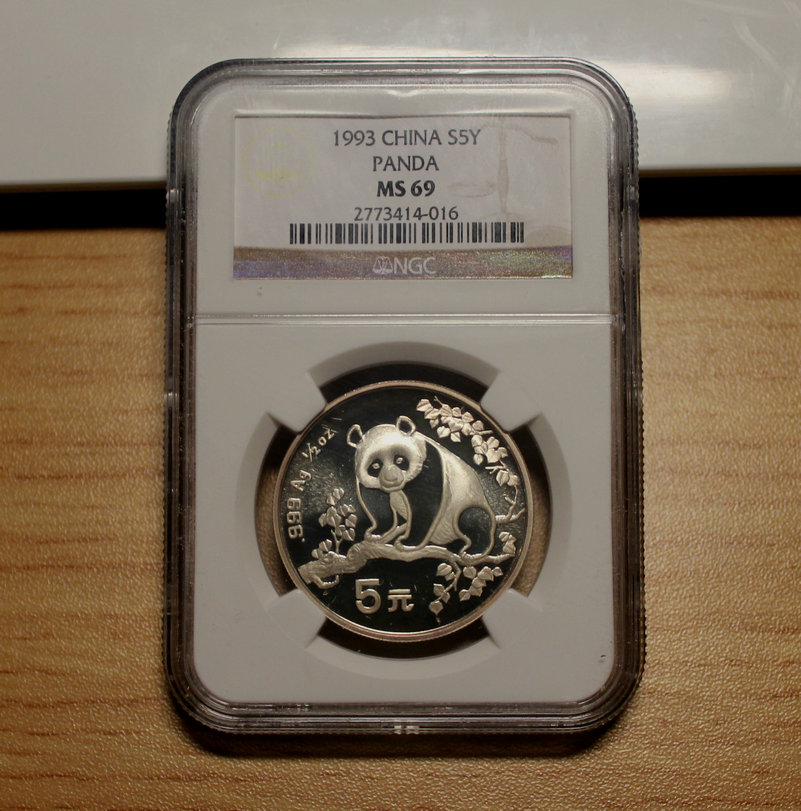 1993 CHINA S5Y
PANDA
MS 69
2773414-016
NGC
.999 Ag 1/2 oz
5元